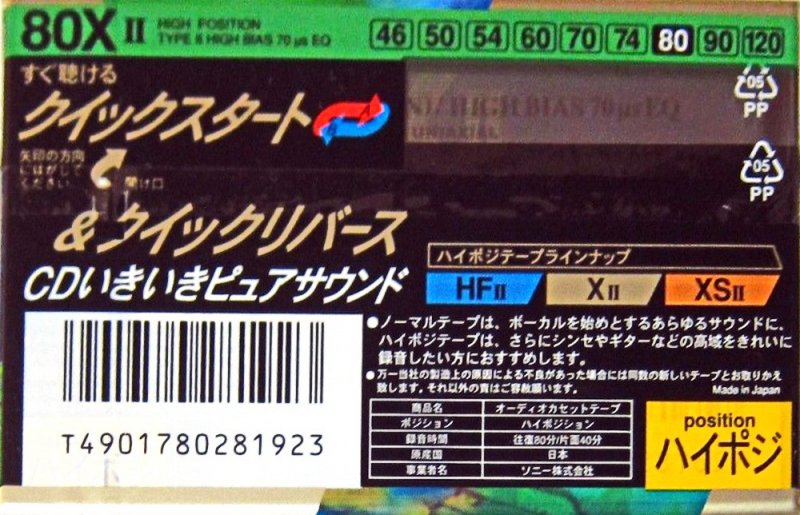 80X II
HIGH POSITION
TYPE II HIGH BIAS 70 µs EQ
46 50 54 60 70 74 80 90 120
すぐ聴ける
クイックスタート
HIGH BIAS 70 µs EQ
UNIAXIAL
05
PP
矢印の方向
にはがして
ください
開け口
05
PP
&クイックリバース
CDいきいきピュアサウンド
ハイポジテープラインナップ
HF II X II XS II
●ノーマルテープは、ボーカルを始めとするあらゆるサウンドに、
ハイポジテープは、さらにシンセやギターなどの高域をきれいに
録音したい方におすすめします。
●万一当社の製造上の原因による不良があった場合には同数の新しいテープとお取りかえ
致します。それ以外の責はご容赦願います。
Made in Japan
商品名 オーディオカセットテープ
ポジション ハイポジション
録音時間 往復80分/片面40分
原産国 日本
事業者名 ソニー株式会社
T4901780281923
position
ハイポジ